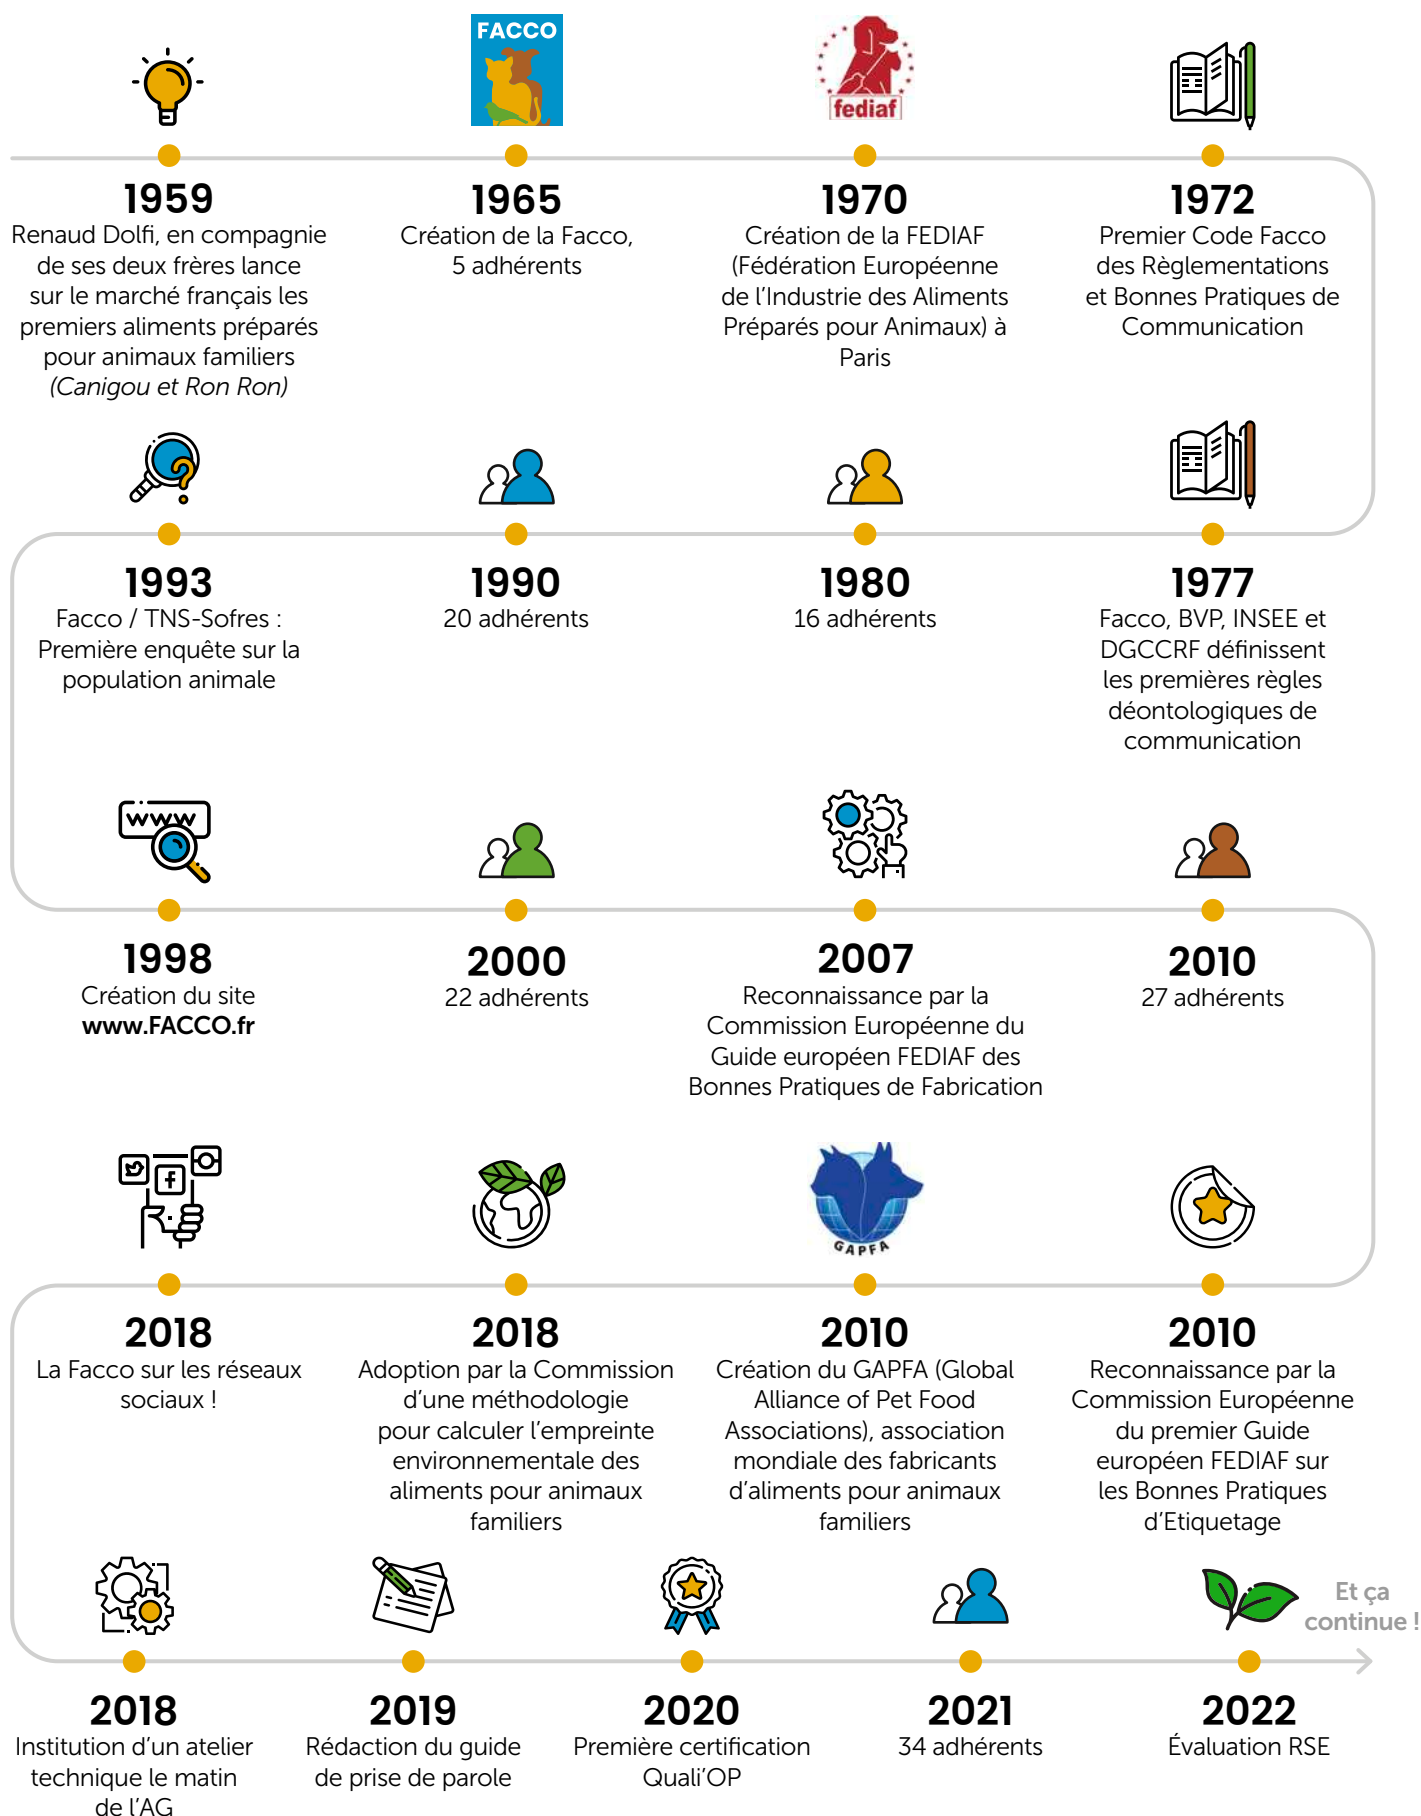 FACCO
fediaf
1959
Renaud Dolfi, en compagnie
de ses deux frères lance
sur le marché français les
premiers aliments préparés
pour animaux familiers
(Canigou et Ron Ron)
1965
Création de la Facco,
5 adhérents
1970
Création de la FEDIAF
(Fédération Européenne
de l'Industrie des Aliments
Préparés pour Animaux) à
Paris
1972
Premier Code Facco
des Règlementations
et Bonnes Pratiques de
Communication
1977
Facco, BVP, INSEE et
DGCCRF définissent
les premières règles
déontologiques de
communication
1980
16 adhérents
1990
20 adhérents
1993
Facco / TNS-Sofres :
Première enquête sur la
population animale
www
1998
Création du site
www.FACCO.fr
2000
22 adhérents
2007
Reconnaissance par la
Commission Européenne du
Guide européen FEDIAF des
Bonnes Pratiques de Fabrication
2010
27 adhérents
2010
Reconnaissance par la
Commission Européenne
du premier Guide
européen FEDIAF sur
les Bonnes Pratiques
d'Etiquetage
GAPFA
2010
Création du GAPFA (Global
Alliance of Pet Food
Associations), association
mondiale des fabricants
d'aliments pour animaux
familiers
2018
Adoption par la Commission
d'une méthodologie
pour calculer l'empreinte
environnementale des
aliments pour animaux
familiers
f
2018
La Facco sur les réseaux
sociaux !
2018
Institution d'un atelier
technique le matin
de l'AG
2019
Rédaction du guide
de prise de parole
2020
Première certification
Quali'OP
2021
34 adhérents
2022
Évaluation RSE
Et ça
continue !